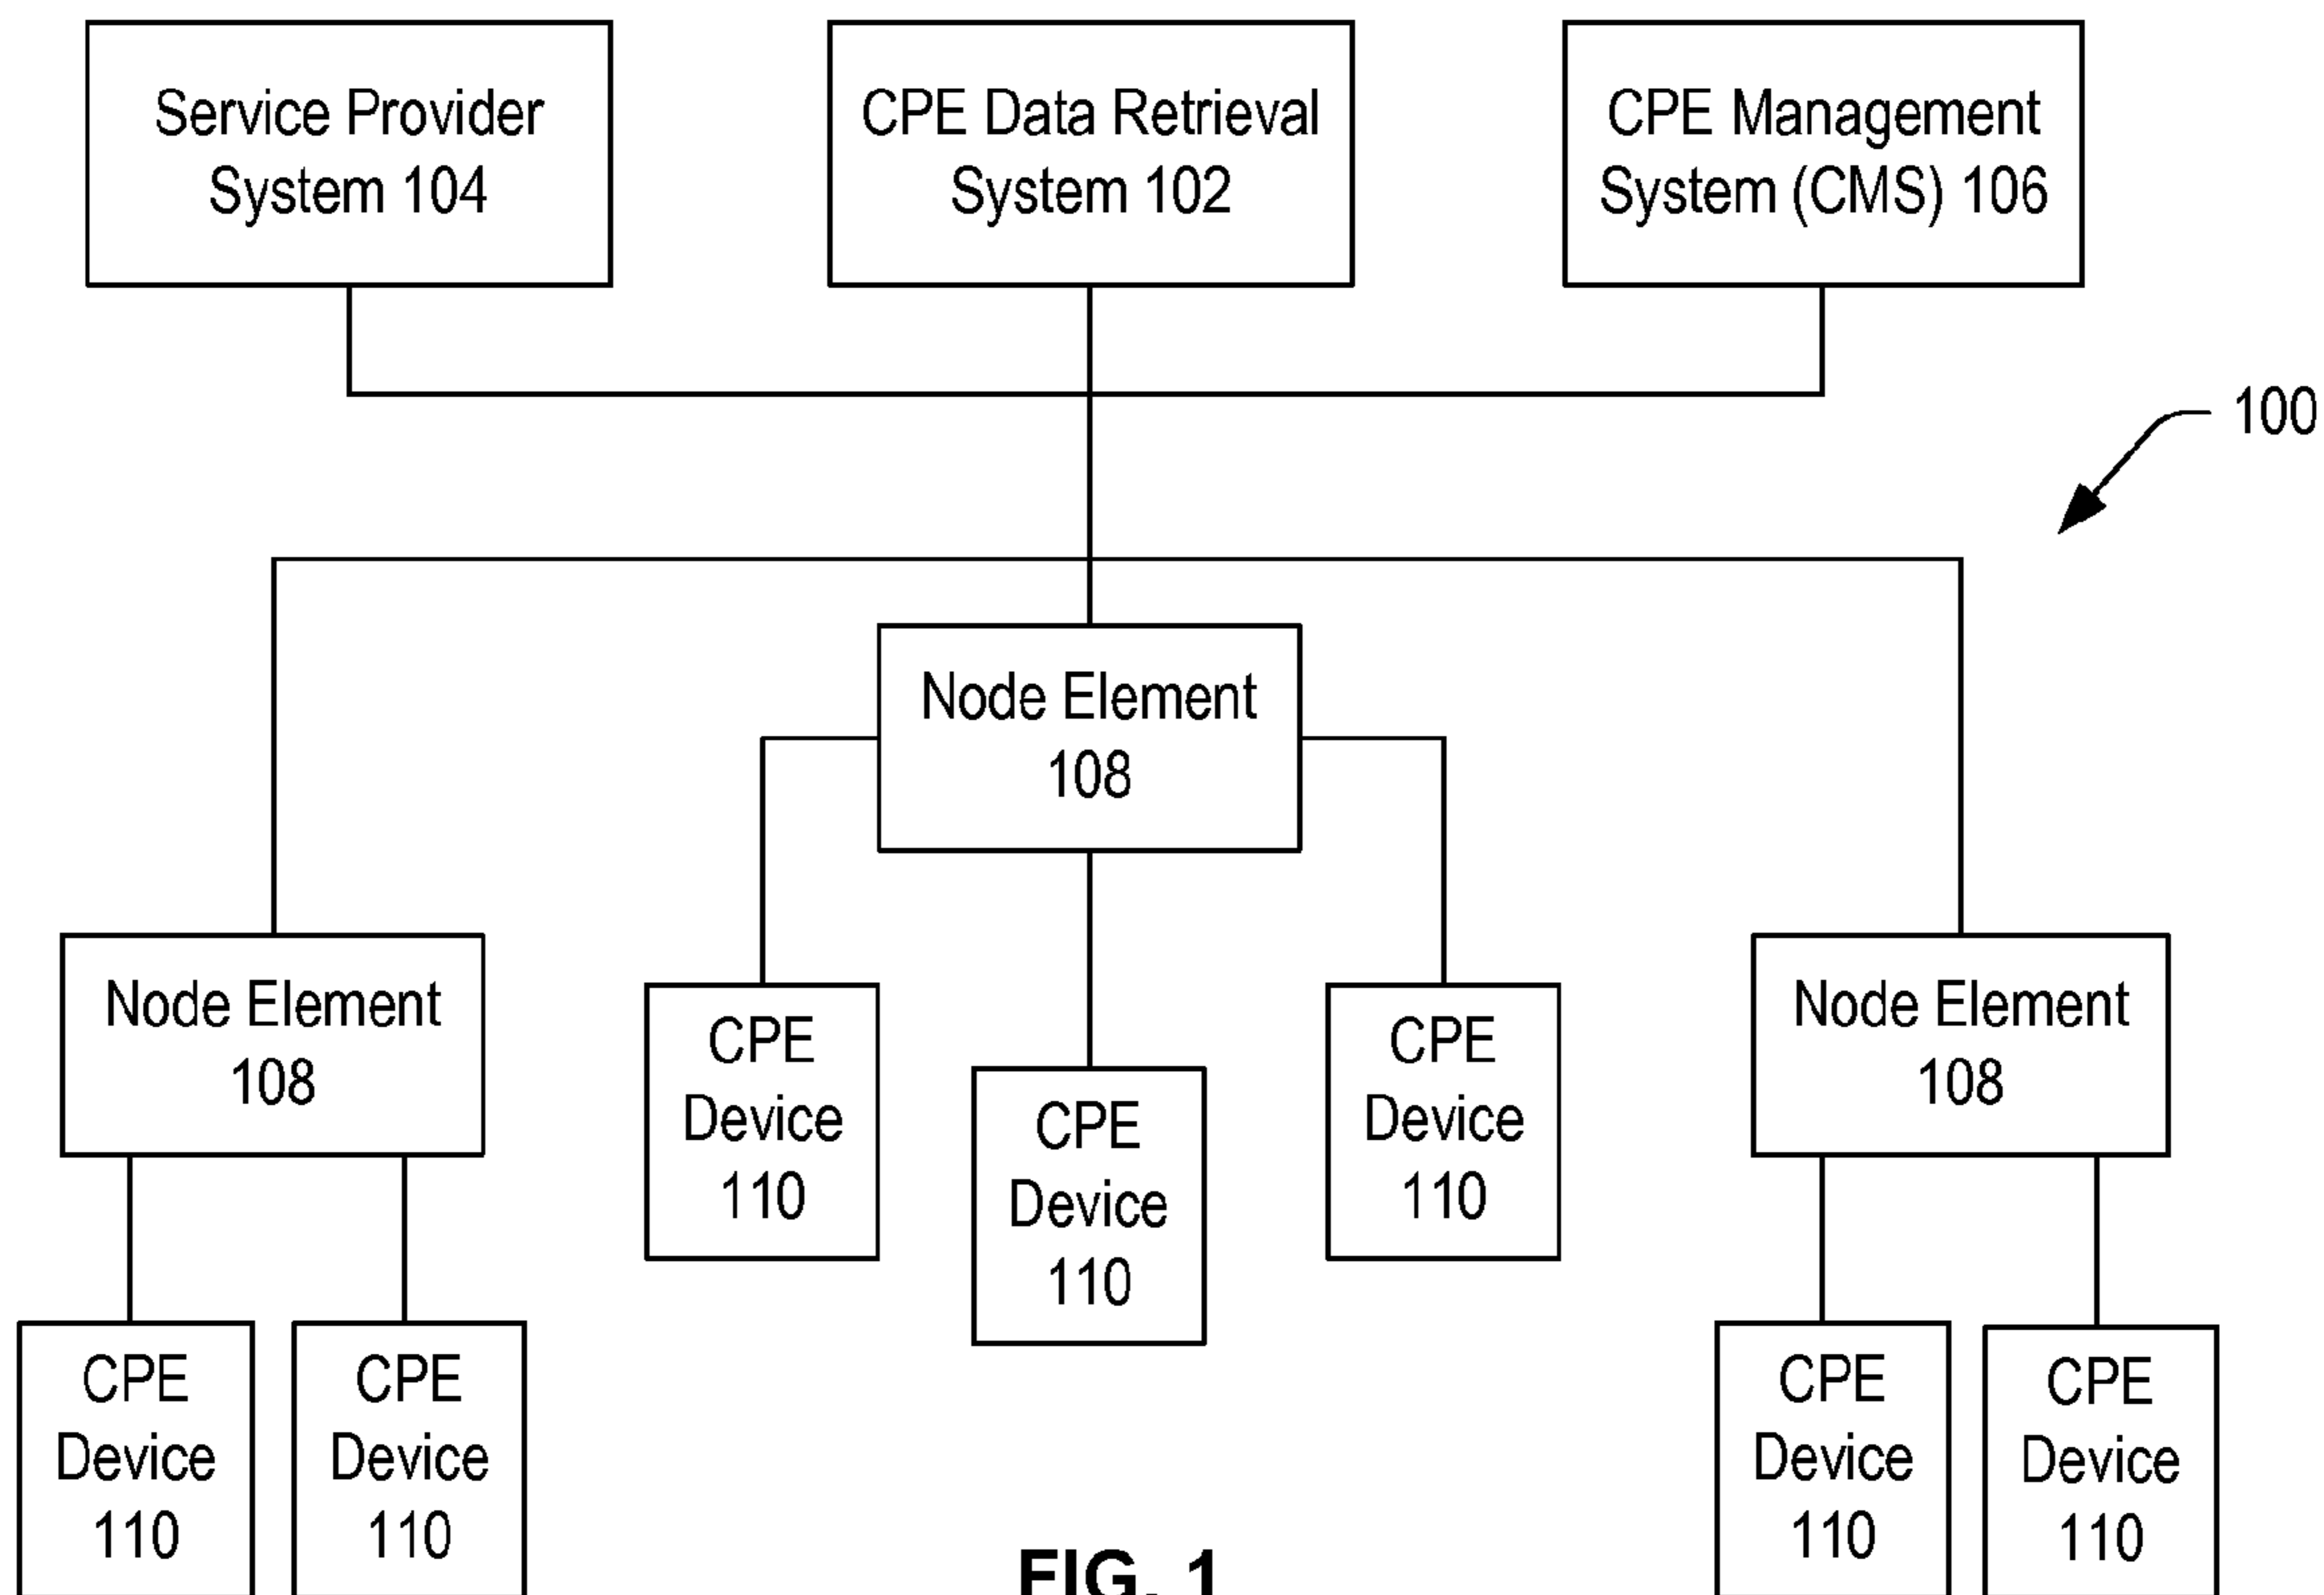 Service Provider
System 104
CPE Data Retrieval
System 102
CPE Management
System (CMS) 106
100
Node Element
108
Node Element
108
CPE
Device
110
CPE
Device
110
CPE
Device
110
Node Element
108
CPE
Device
110
CPE
Device
110
CPE
Device
110
CPE
Device
110
FIG. 1